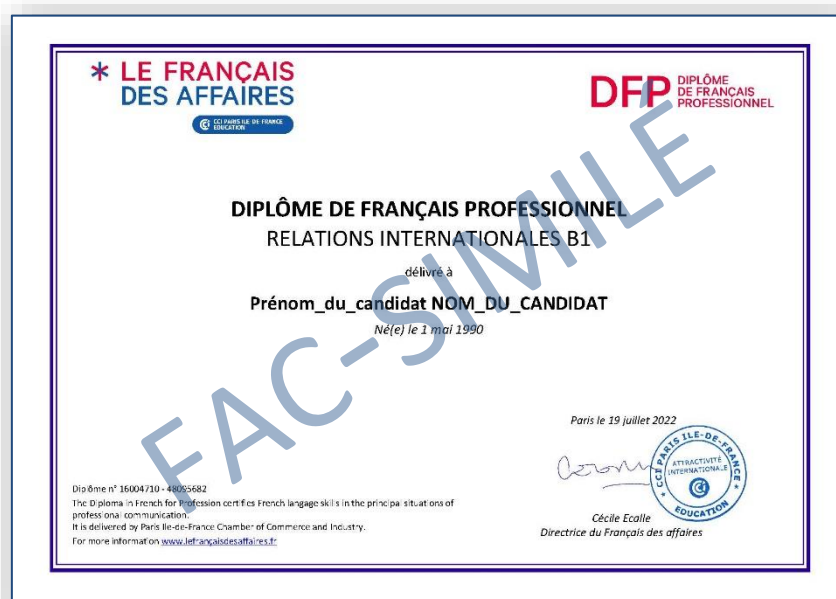 * LE FRANÇAIS
DES AFFAIRES
CCI PARIS ILE-DE-FRANCE
EDUCATION
DFP DIPLÔME
DE FRANÇAIS
PROFESSIONNEL
FAC-SIMILÉ
DIPLÔME DE FRANÇAIS PROFESSIONNEL
RELATIONS INTERNATIONALES B1
délivré à
Prénom_du_candidat NOM_DU_CANDIDAT
Né(e) le 1 mai 1990
Paris le 19 juillet 2022
CCI PARIS ILE-DE-FRANCE
ATTRACTIVITÉ
INTERNATIONALE
CCI
EDUCATION
Cécile Ecalle
Directrice du Français des affaires
Diplôme n° 16004710 - 48095682
The Diploma in French for Profession certifies French langage skills in the principal situations of
professional communication.
It is delivered by Paris Ile-de-France Chamber of Commerce and Industry.
For more information www.lefrançaisdesaffaires.fr